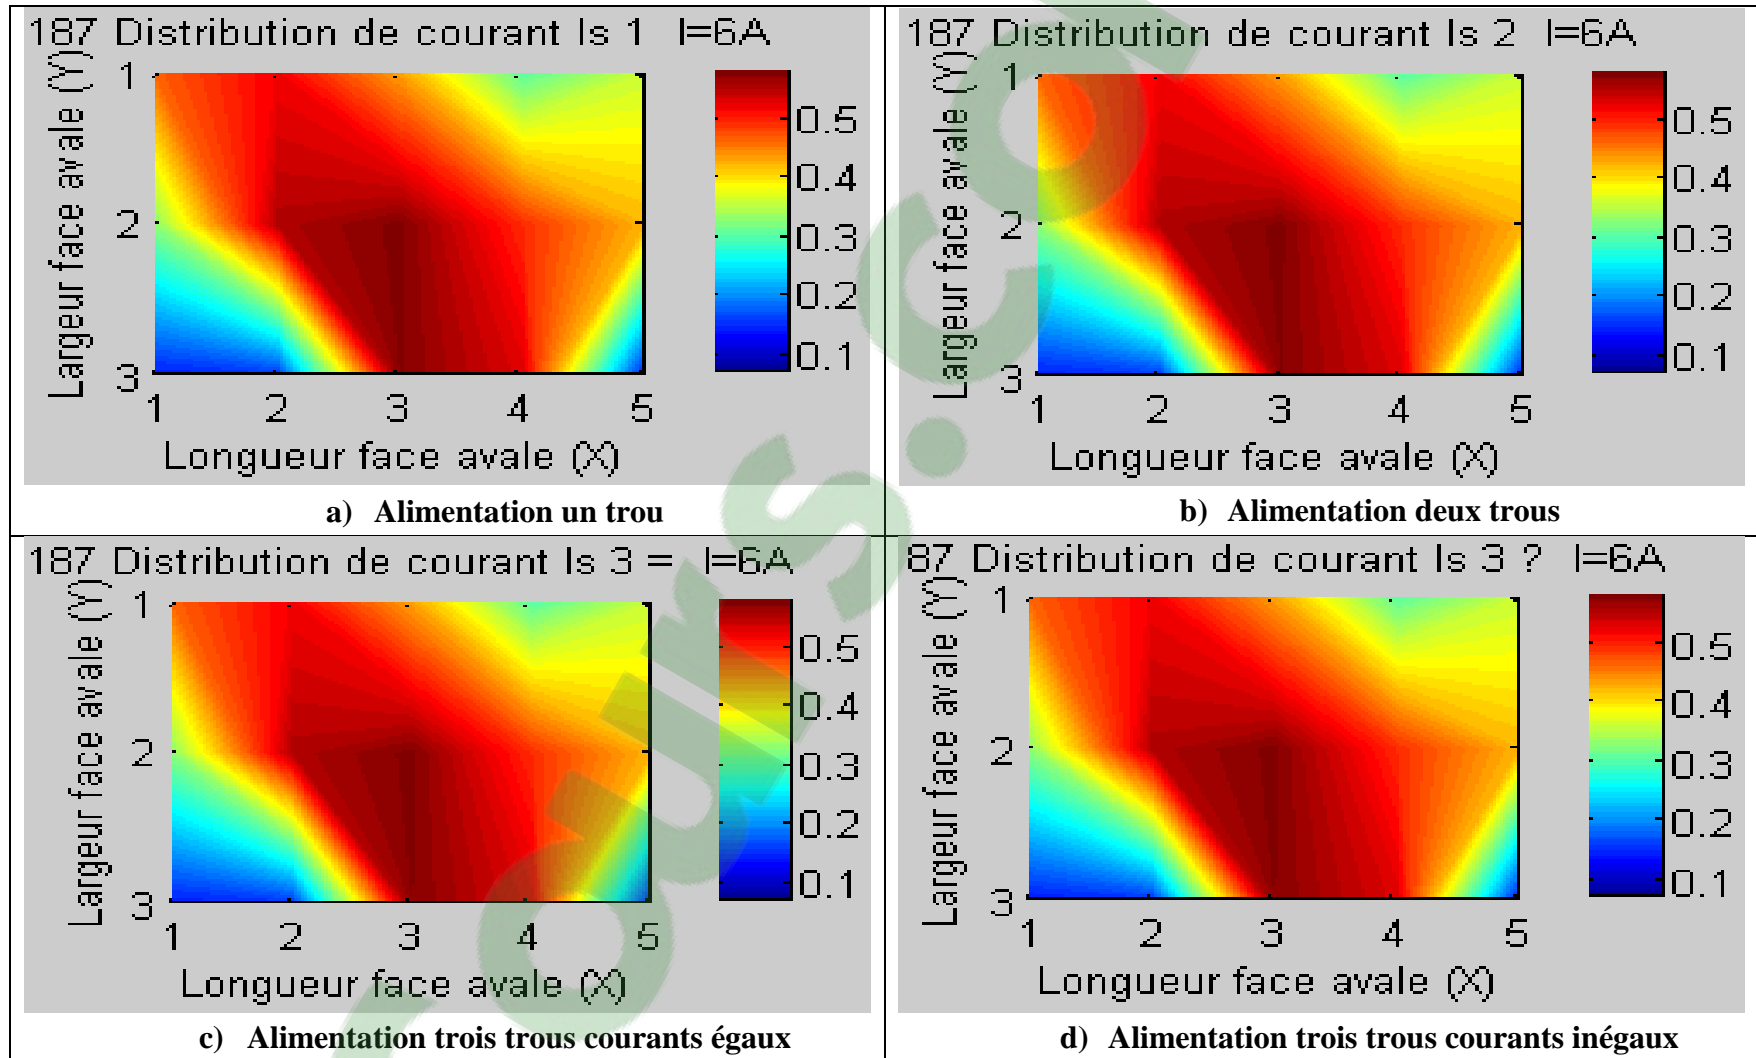 187 Distribution de courant Is 1 I=6A
Largeur face avale (Y)
1
2
3
0.5
0.4
0.3
0.2
0.1
1 2 3 4 5
Longueur face avale (X)
a) Alimentation un trou
187 Distribution de courant Is 2 I=6A
Largeur face avale (Y)
1
2
3
0.5
0.4
0.3
0.2
0.1
1 2 3 4 5
Longueur face avale (X)
b) Alimentation deux trous
187 Distribution de courant Is 3 = I=6A
Largeur face avale (Y)
1
2
3
0.5
0.4
0.3
0.2
0.1
1 2 3 4 5
Longueur face avale (X)
c) Alimentation trois trous courants égaux
87 Distribution de courant Is 3 ? I=6A
Largeur face avale (Y)
1
2
3
0.5
0.4
0.3
0.2
0.1
1 2 3 4 5
Longueur face avale (X)
d) Alimentation trois trous courants inégaux